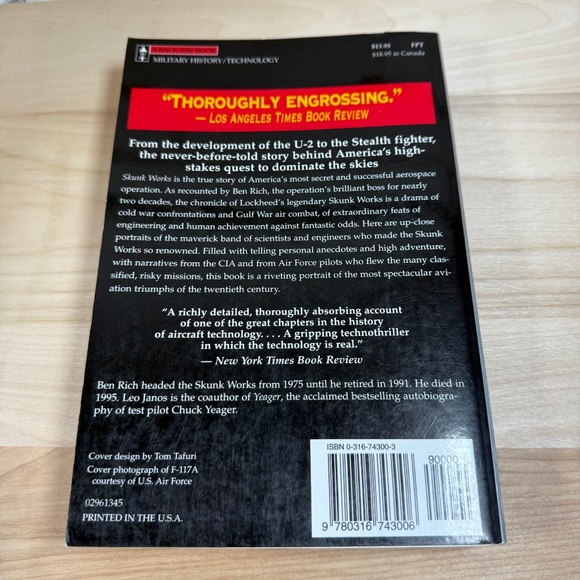 A BACK BAY BOOK
MILITARY HISTORY/TECHNOLOGY
$13.95 FPT
$18.95 in Canada
“THOROUGHLY ENGROSSING.”
— LOS ANGELES TIMES BOOK REVIEW
From the development of the U-2 to the Stealth fighter,
the never-before-told story behind America's high-
stakes quest to dominate the skies
Skunk Works is the true story of America's most secret and successful aerospace
operation. As recounted by Ben Rich, the operation's brilliant boss for nearly
two decades, the chronicle of Lockheed's legendary Skunk Works is a drama of
cold war confrontations and Gulf War air combat, of extraordinary feats of
engineering and human achievement against fantastic odds. Here are up-close
portraits of the maverick band of scientists and engineers who made the Skunk
Works so renowned. Filled with telling personal anecdotes and high adventure,
with narratives from the CIA and from Air Force pilots who flew the many clas-
sified, risky missions, this book is a riveting portrait of the most spectacular avi-
ation triumphs of the twentieth century.
“A richly detailed, thoroughly absorbing account
of one of the great chapters in the history
of aircraft technology. . . . A gripping technothriller
in which the technology is real.”
— New York Times Book Review
Ben Rich headed the Skunk Works from 1975 until he retired in 1991. He died in
1995. Leo Janos is the coauthor of Yeager, the acclaimed bestselling autobiogra-
phy of test pilot Chuck Yeager.
Cover design by Tom Tafuri
Cover photograph of F-117A
courtesy of U.S. Air Force
02961345
PRINTED IN THE U.S.A.
ISBN 0-316-74300-3
90000
9 780316 743006